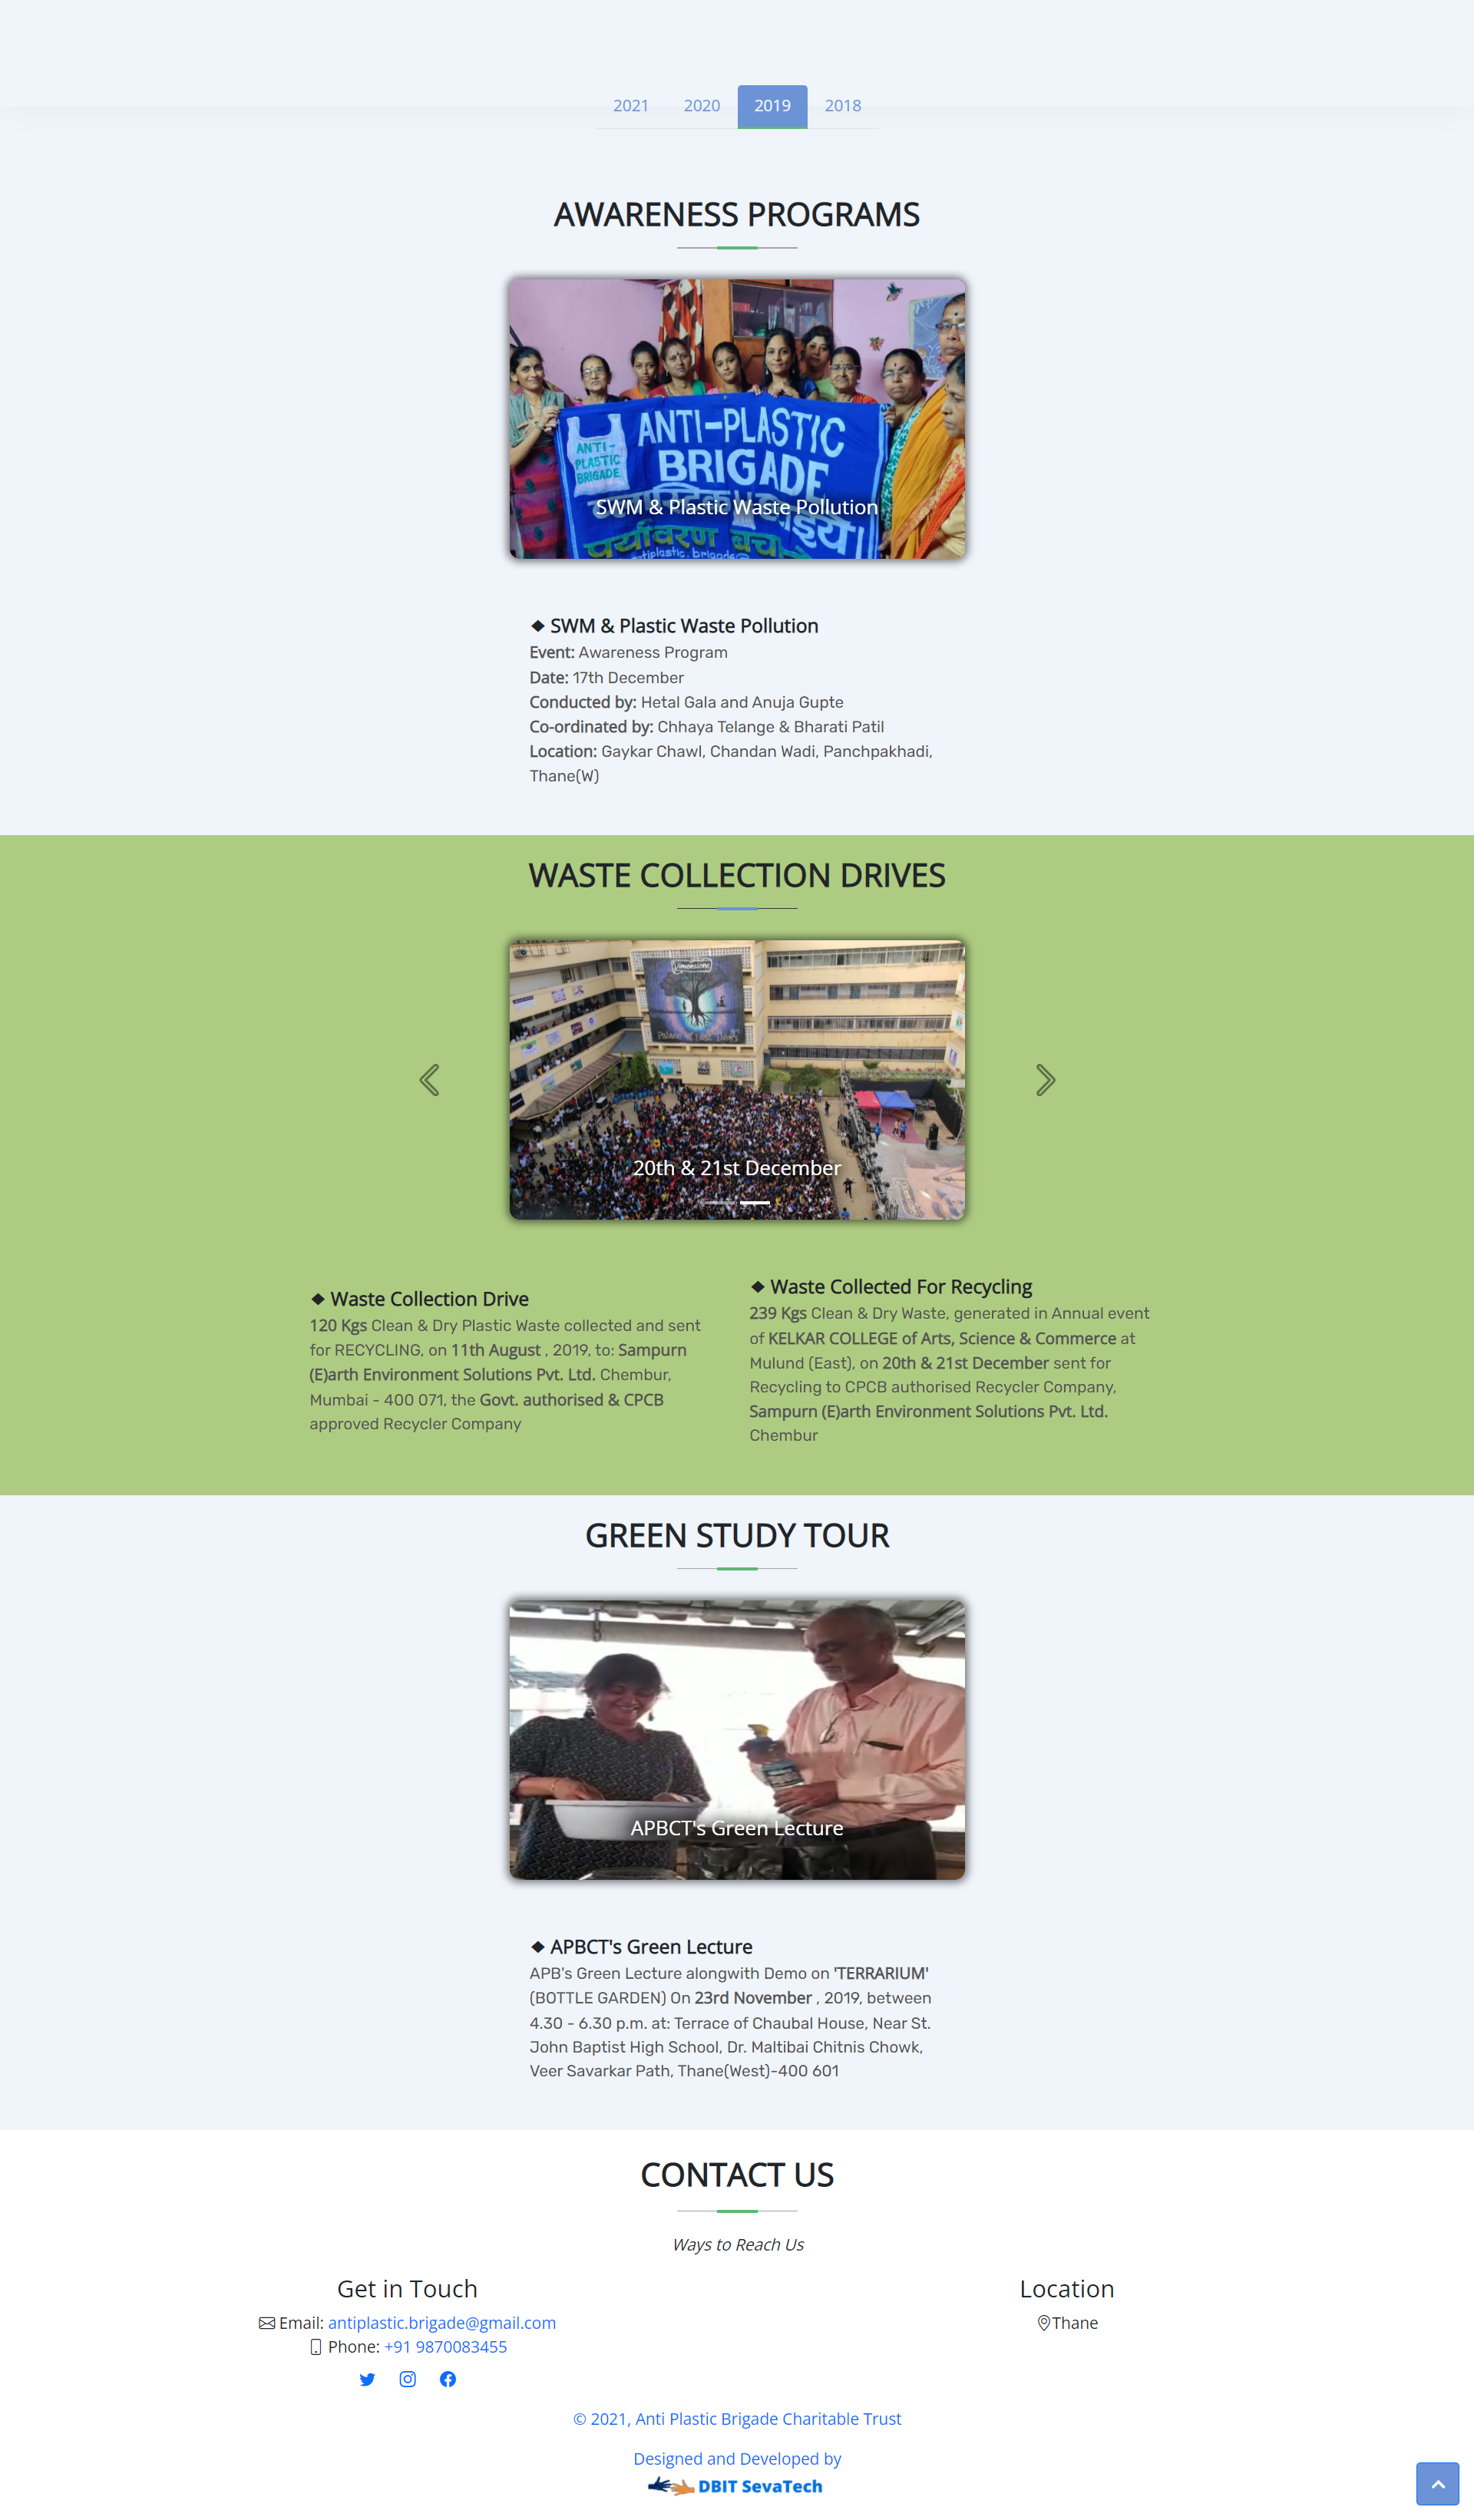 2021 2020 2019 2018
AWARENESS PROGRAMS
ANTI-PLASTIC
BRIGADE
ANTI-
PLASTIC
BRIGADE
SWM & Plastic Waste Pollution
पर्यावरण
antiplastic.brigade@
❖ SWM & Plastic Waste Pollution
Event: Awareness Program
Date: 17th December
Conducted by: Hetal Gala and Anuja Gupte
Co-ordinated by: Chhaya Telange & Bharati Patil
Location: Gaykar Chawl, Chandan Wadi, Panchpakhadi,
Thane(W)
WASTE COLLECTION DRIVES
20th & 21st December
❖ Waste Collection Drive
120 Kgs Clean & Dry Plastic Waste collected and sent
for RECYCLING, on 11th August , 2019, to: Sampurn
(E)arth Environment Solutions Pvt. Ltd. Chembur,
Mumbai - 400 071, the Govt. authorised & CPCB
approved Recycler Company
❖ Waste Collected For Recycling
239 Kgs Clean & Dry Waste, generated in Annual event
of KELKAR COLLEGE of Arts, Science & Commerce at
Mulund (East), on 20th & 21st December sent for
Recycling to CPCB authorised Recycler Company,
Sampurn (E)arth Environment Solutions Pvt. Ltd.
Chembur
GREEN STUDY TOUR
APBCT's Green Lecture
❖ APBCT's Green Lecture
APB's Green Lecture alongwith Demo on 'TERRARIUM'
(BOTTLE GARDEN) On 23rd November , 2019, between
4.30 - 6.30 p.m. at: Terrace of Chaubal House, Near St.
John Baptist High School, Dr. Maltibai Chitnis Chowk,
Veer Savarkar Path, Thane(West)-400 601
CONTACT US
Ways to Reach Us
Get in Touch
Email: antiplastic.brigade@gmail.com
Phone: +91 9870083455
Location
Thane
© 2021, Anti Plastic Brigade Charitable Trust
Designed and Developed by
DBIT SevaTech